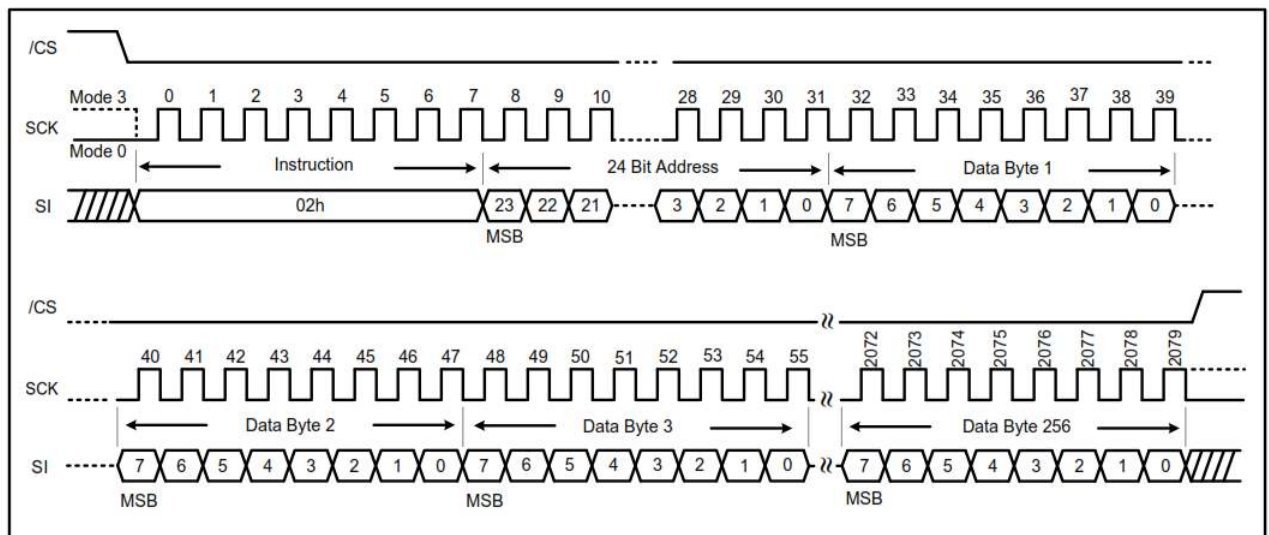 /CS
Mode 3 0 1 2 3 4 5 6 7 8 9 10 28 29 30 31 32 33 34 35 36 37 38 39
SCK
Mode 0
Instruction 24 Bit Address Data Byte 1
SI 02h 23 22 21 3 2 1 0 7 6 5 4 3 2 1 0
MSB MSB
/CS
40 41 42 43 44 45 46 47 48 49 50 51 52 53 54 55 2072 2073 2074 2075 2076 2077 2078 2079
SCK
Data Byte 2 Data Byte 3 Data Byte 256
SI 7 6 5 4 3 2 1 0 7 6 5 4 3 2 1 0 7 6 5 4 3 2 1 0
MSB MSB MSB